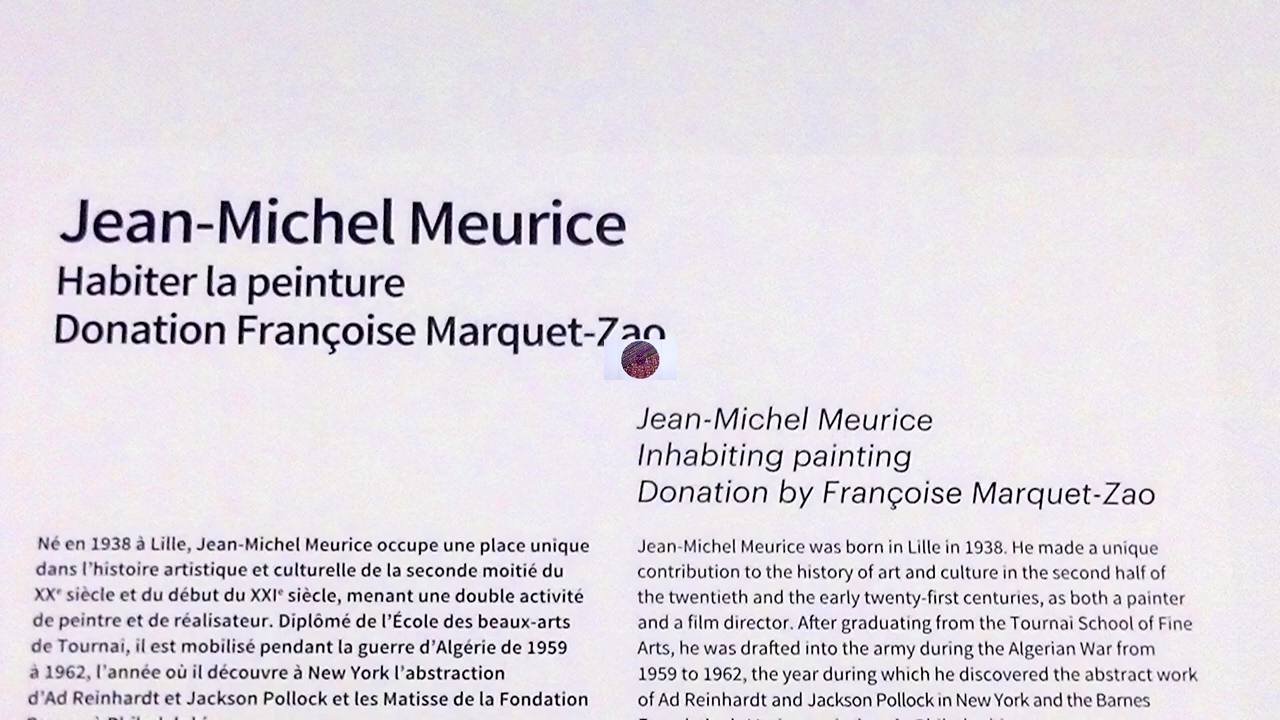 Jean-Michel Meurice
Habiter la peinture
Donation Françoise Marquet-Zao
Jean-Michel Meurice
Inhabiting painting
Donation by Françoise Marquet-Zao
Né en 1938 à Lille, Jean-Michel Meurice occupe une place unique
dans l'histoire artistique et culturelle de la seconde moitié du
XXᵉ siècle et du début du XXIᵉ siècle, menant une double activité
de peintre et de réalisateur. Diplômé de l'École des beaux-arts
de Tournai, il est mobilisé pendant la guerre d'Algérie de 1959
à 1962, l'année où il découvre à New York l'abstraction
d'Ad Reinhardt et Jackson Pollock et les Matisse de la Fondation
Jean-Michel Meurice was born in Lille in 1938. He made a unique
contribution to the history of art and culture in the second half of
the twentieth and the early twenty-first centuries, as both a painter
and a film director. After graduating from the Tournai School of Fine
Arts, he was drafted into the army during the Algerian War from
1959 to 1962, the year during which he discovered the abstract work
of Ad Reinhardt and Jackson Pollock in New York and the Barnes